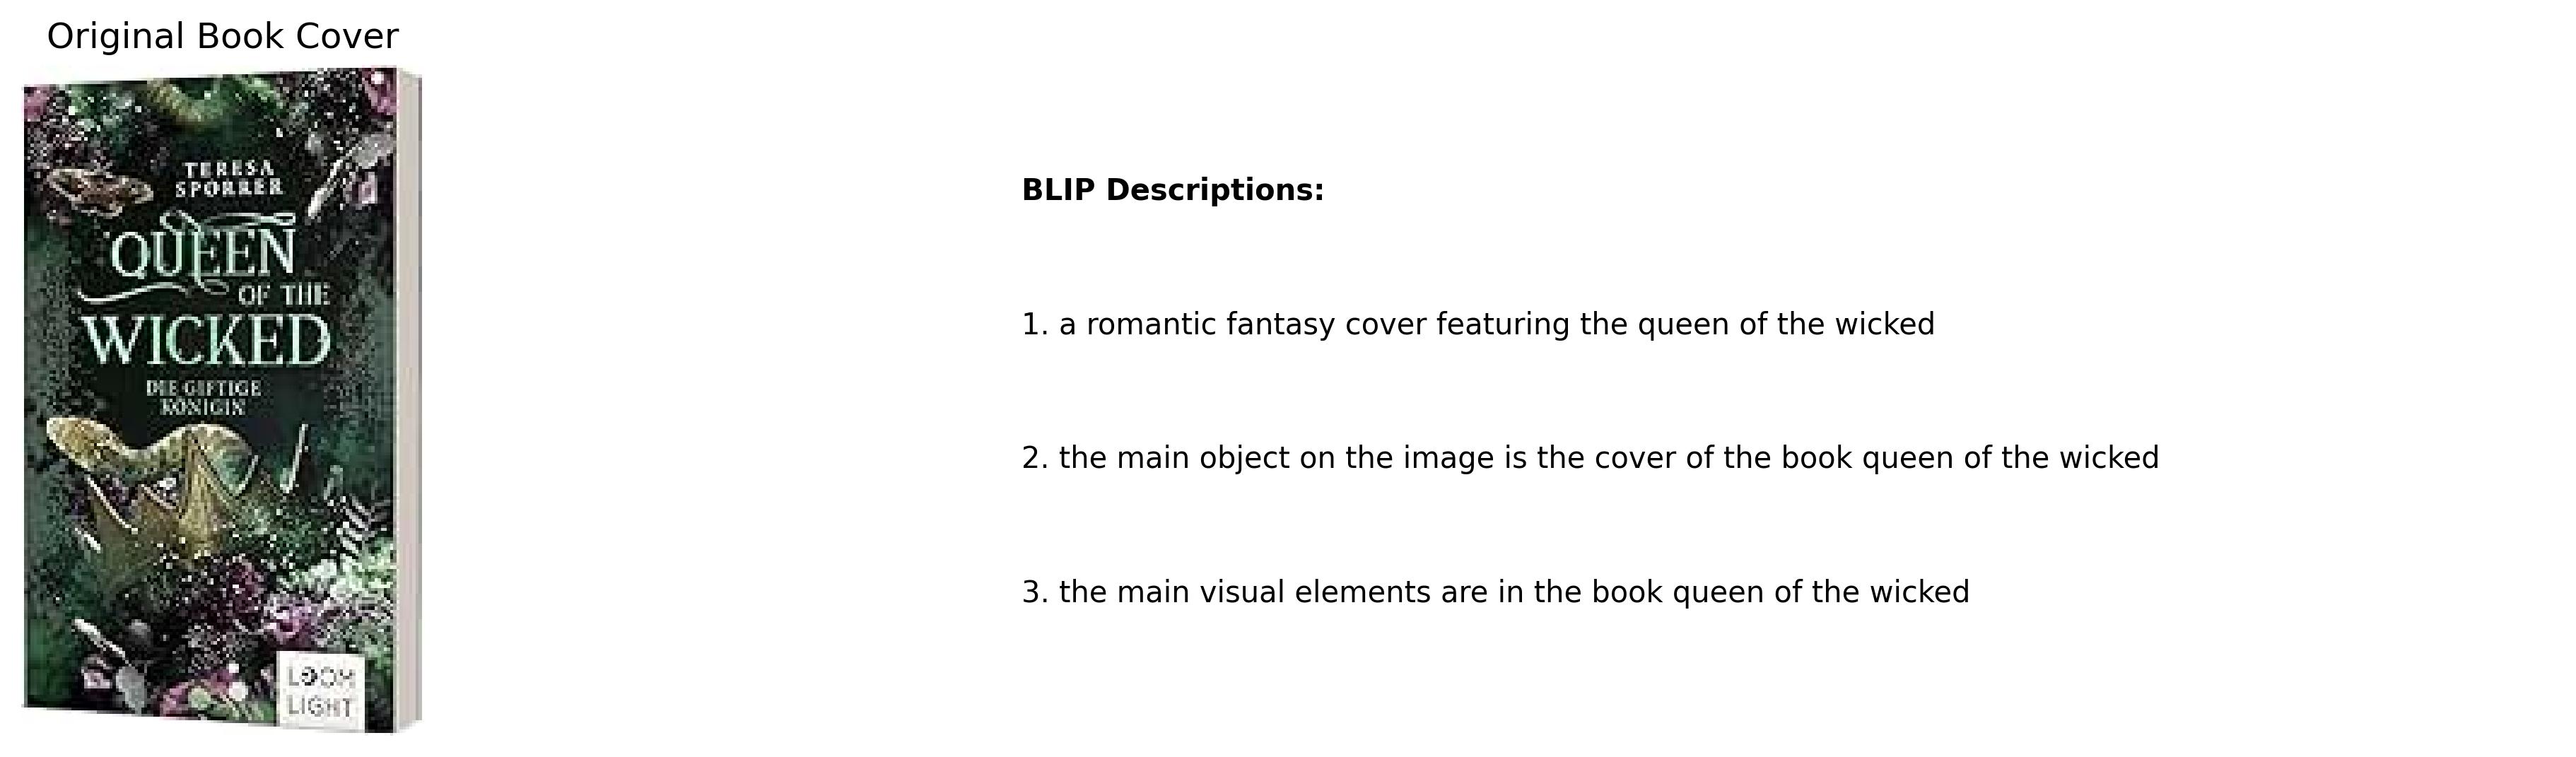 Original Book Cover
TERESA
SPORRER
QUEEN
OF THE
WICKED
DIE GIFTIGE
KÖNIGIN
LOOM
LIGHT
BLIP Descriptions:
1. a romantic fantasy cover featuring the queen of the wicked
2. the main object on the image is the cover of the book queen of the wicked
3. the main visual elements are in the book queen of the wicked